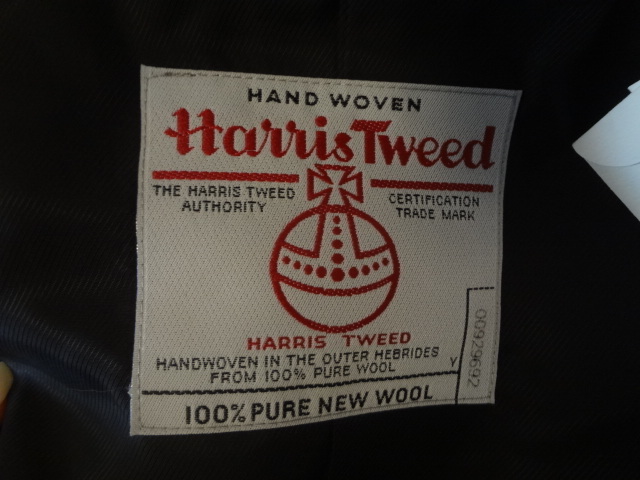 HAND WOVEN
Harris Tweed
THE HARRIS TWEED
AUTHORITY
CERTIFICATION
TRADE MARK
HARRIS TWEED
HANDWOVEN IN THE OUTER HEBRIDES
FROM 100% PURE WOOL
Y
00929692
100% PURE NEW WOOL